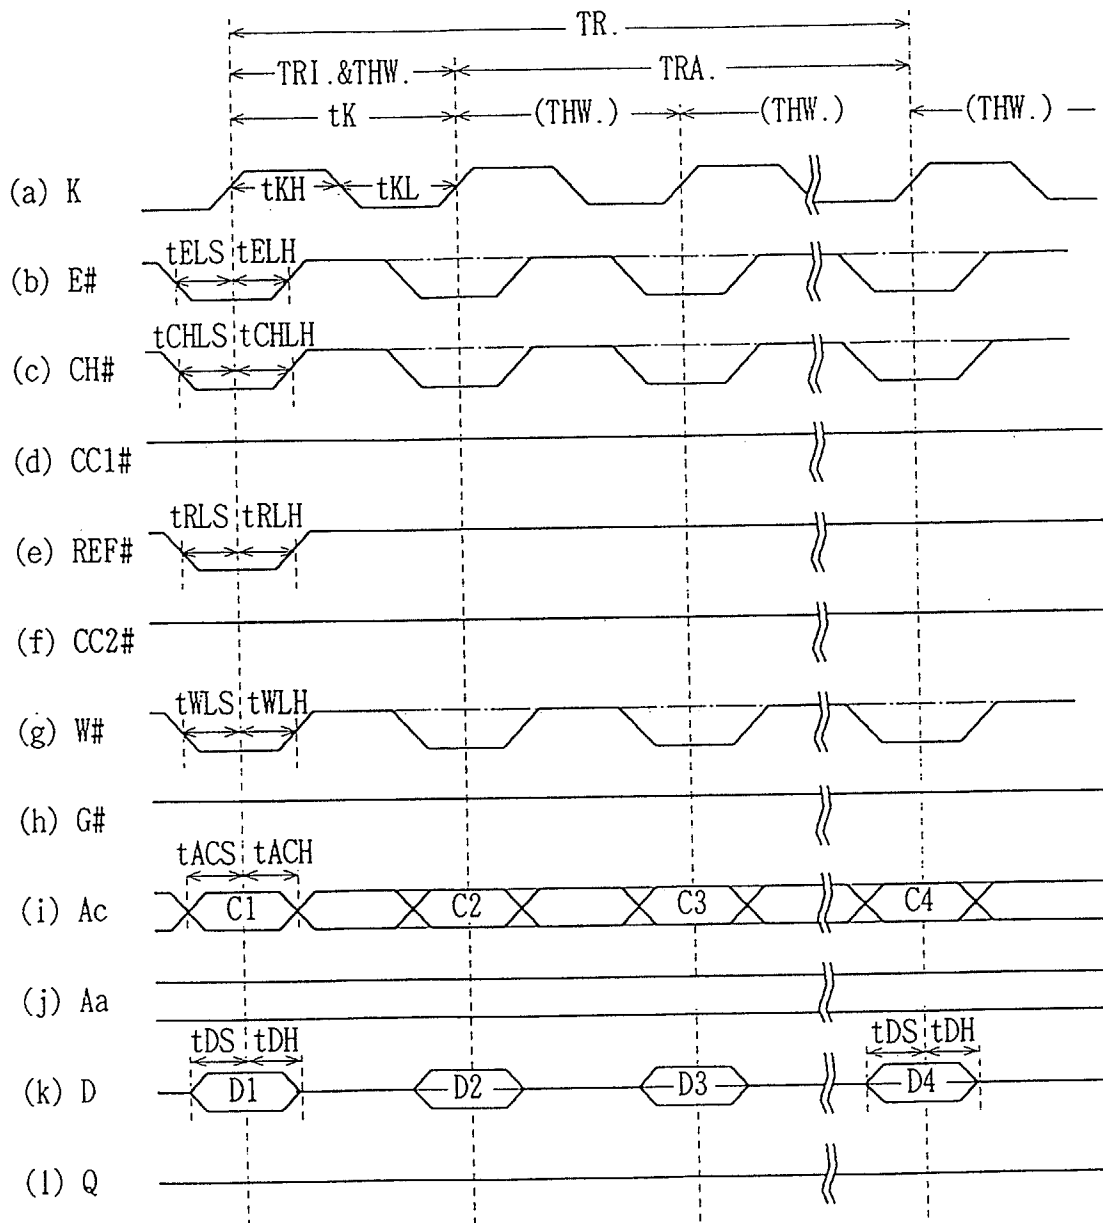 TR.
TRI.&THW. TRA.
tK (THW.) (THW.) (THW.)
(a) K tKH tKL
tELS tELH
(b) E#
tCHLS tCHLH
(c) CH#
(d) CC1#
tRLS tRLH
(e) REF#
(f) CC2#
tWLS tWLH
(g) W#
(h) G#
tACS tACH
(i) Ac C1 C2 C3 C4
(j) Aa
tDS tDH tDS tDH
(k) D D1 D2 D3 D4
(l) Q